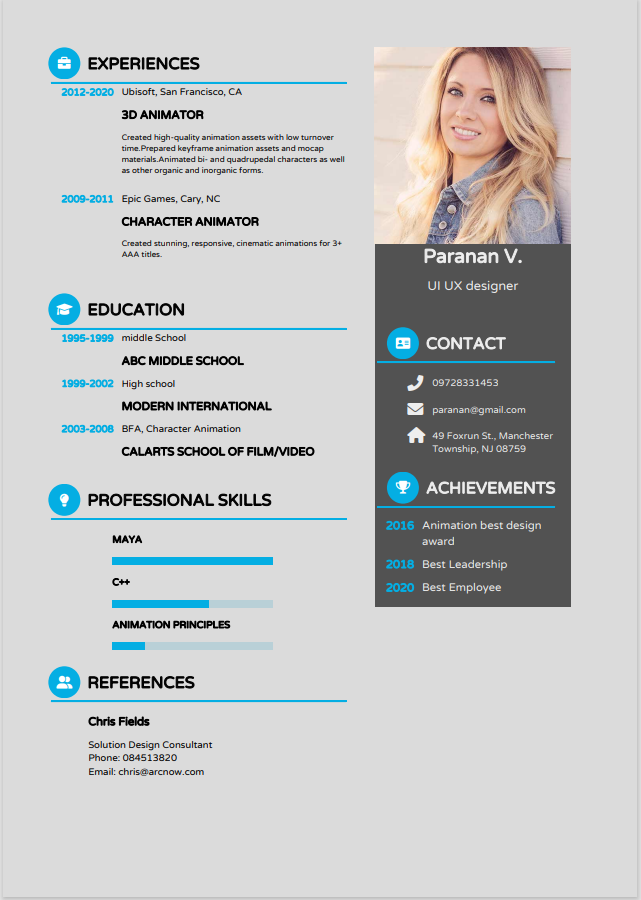 EXPERIENCES
2012-2020 Ubisoft, San Francisco, CA
3D ANIMATOR
Created high-quality animation assets with low turnover
time.Prepared keyframe animation assets and mocap
materials.Animated bi- and quadrupedal characters as well
as other organic and inorganic forms.
2009-2011 Epic Games, Cary, NC
CHARACTER ANIMATOR
Created stunning, responsive, cinematic animations for 3+
AAA titles.
EDUCATION
1995-1999 middle School
ABC MIDDLE SCHOOL
1999-2002 High school
MODERN INTERNATIONAL
2003-2008 BFA, Character Animation
CALARTS SCHOOL OF FILM/VIDEO
PROFESSIONAL SKILLS
MAYA
C++
ANIMATION PRINCIPLES
REFERENCES
Chris Fields
Solution Design Consultant
Phone: 084513820
Email: chris@arcnow.com
Paranan V.
UI UX designer
CONTACT
09728331453
paranan@gmail.com
49 Foxrun St., Manchester
Township, NJ 08759
ACHIEVEMENTS
2016 Animation best design
award
2018 Best Leadership
2020 Best Employee